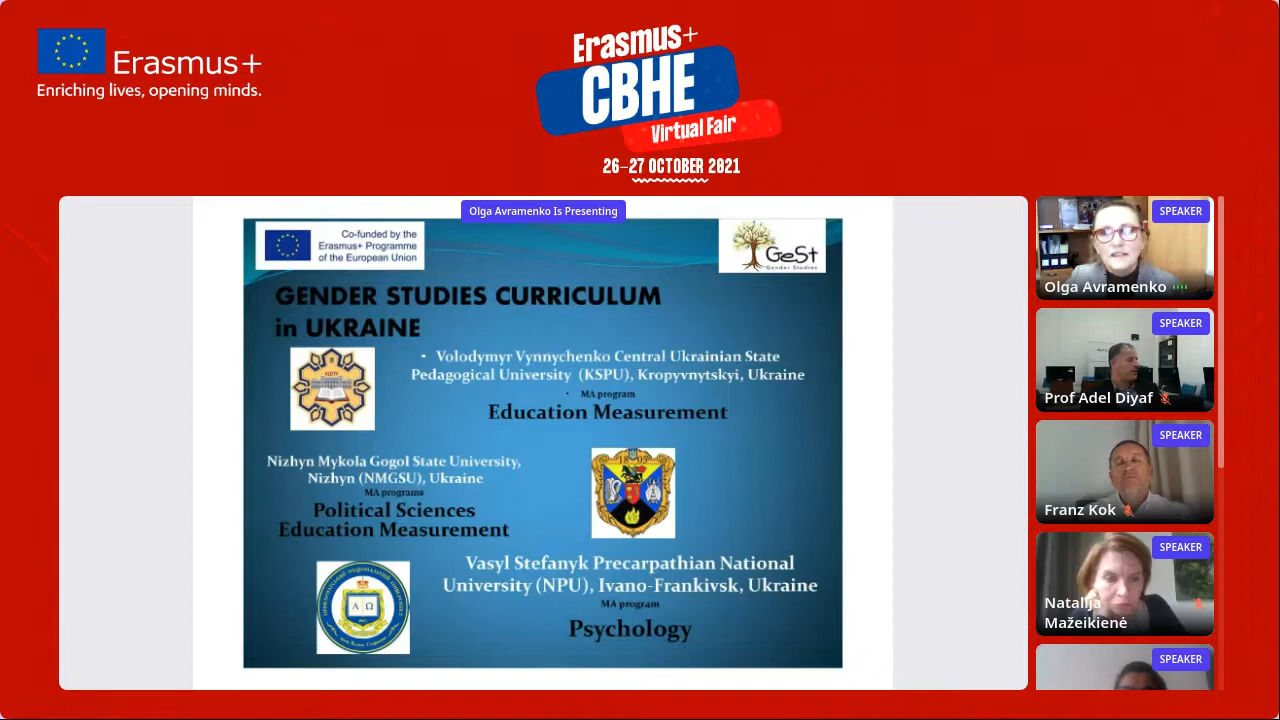 Erasmus+
Enriching lives, opening minds.
Erasmus+
CBHE
Virtual Fair
26–27 OCTOBER 2021
Olga Avramenko Is Presenting
Co-funded by the
Erasmus+ Programme
of the European Union
GeSt
Gender Studies
GENDER STUDIES CURRICULUM
in UKRAINE
• Volodymyr Vynnychenko Central Ukrainian State
Pedagogical University (KSPU), Kropyvnytskyi, Ukraine
• MA program
Education Measurement
Nizhyn Mykola Gogol State University,
Nizhyn (NMGSU), Ukraine
MA programs
Political Sciences
Education Measurement
1805
Vasyl Stefanyk Precarpathian National
University (NPU), Ivano-Frankivsk, Ukraine
MA program
Psychology
Α Ω
SPEAKER
Olga Avramenko
SPEAKER
Prof Adel Diyaf
SPEAKER
Franz Kok
SPEAKER
Natalija
Mažeikienė
SPEAKER